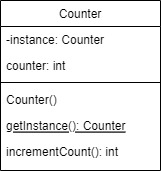 Counter
-instance: Counter
counter: int
Counter()
getInstance(): Counter
incrementCount(): int